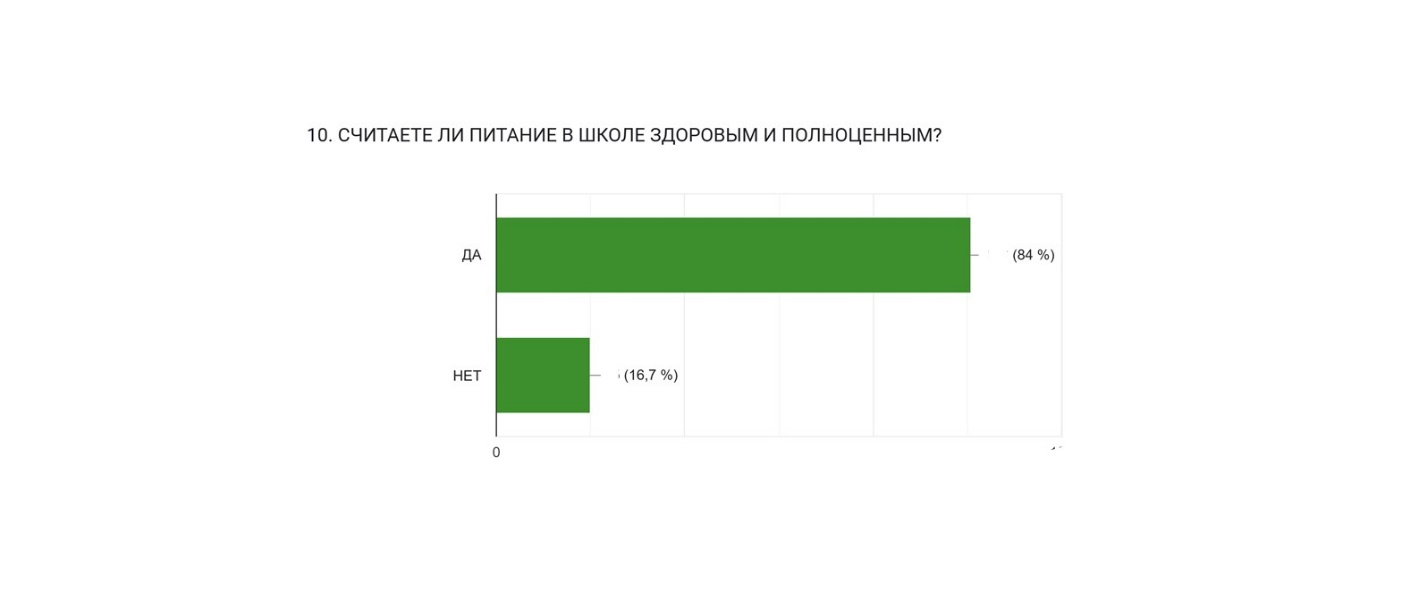 10. СЧИТАЕТЕ ЛИ ПИТАНИЕ В ШКОЛЕ ЗДОРОВЫМ И ПОЛНОЦЕННЫМ?
ДА
(84 %)
НЕТ
(16,7 %)
0